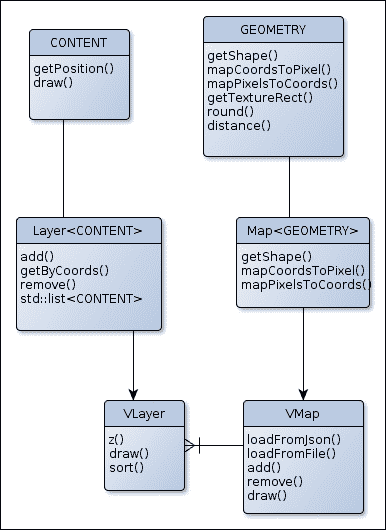 CONTENT
getPosition()
draw()
GEOMETRY
getShape()
mapCoordsToPixel()
mapPixelsToCoords()
getTextureRect()
round()
distance()
Layer<CONTENT>
add()
getByCoords()
remove()
std::list<CONTENT>
Map<GEOMETRY>
getShape()
mapCoordsToPixel()
mapPixelsToCoords()
VLayer
z()
draw()
sort()
VMap
loadFromJson()
loadFromFile()
add()
remove()
draw()